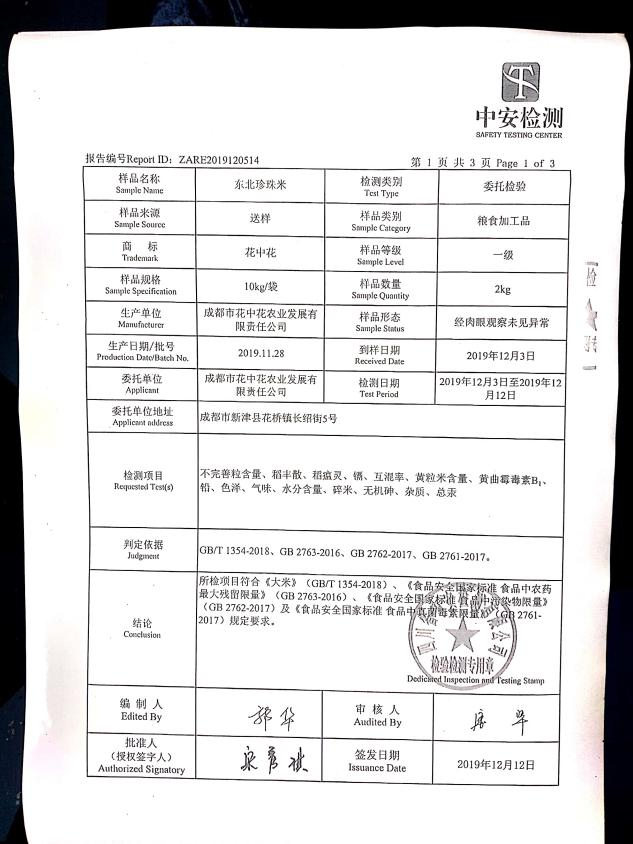 中安检测
SAFETY TESTING CENTER
报告编号Report ID: ZARE2019120514
第 1 页 共 3 页 Page 1 of 3
样品名称
Sample Name
东北珍珠米
检测类别
Test Type
委托检验
样品来源
Sample Source
送样
样品类别
Sample Category
粮食加工品
商 标
Trademark
花中花
样品等级
Sample Level
一级
样品规格
Sample Specification
10kg/袋
样品数量
Sample Quantity
2kg
生产单位
Manufacturer
成都市花中花农业发展有
限责任公司
样品形态
Sample Status
经肉眼观察未见异常
生产日期/批号
Production Date/Batch No.
2019.11.28
到样日期
Received Date
2019年12月3日
委托单位
Applicant
成都市花中花农业发展有
限责任公司
检测日期
Test Period
2019年12月3日至2019年12
月12日
委托单位地址
Applicant address
成都市新津县花桥镇长绍街5号
检测项目
Requested Test(s)
不完善粒含量、稻丰散、稻瘟灵、镉、互混率、黄粒米含量、黄曲霉毒素B₁、
铅、色泽、气味、水分含量、碎米、无机砷、杂质、总汞
判定依据
Judgment
GB/T 1354-2018、GB 2763-2016、GB 2762-2017、GB 2761-2017。
结论
Conclusion
所检项目符合《大米》（GB/T 1354-2018）、《食品安全国家标准 食品中农药
最大残留限量》（GB 2763-2016）、《食品安全国家标准 食品中污染物限量》
（GB 2762-2017）及《食品安全国家标准 食品中真菌毒素限量》（GB 2761-
2017）规定要求。
检验检测专用章
Dedicated Inspection and Testing Stamp
编 制 人
Edited By
审 核 人
Audited By
批准人
(授权签字人)
Authorized Signatory
签发日期
Issuance Date
2019年12月12日